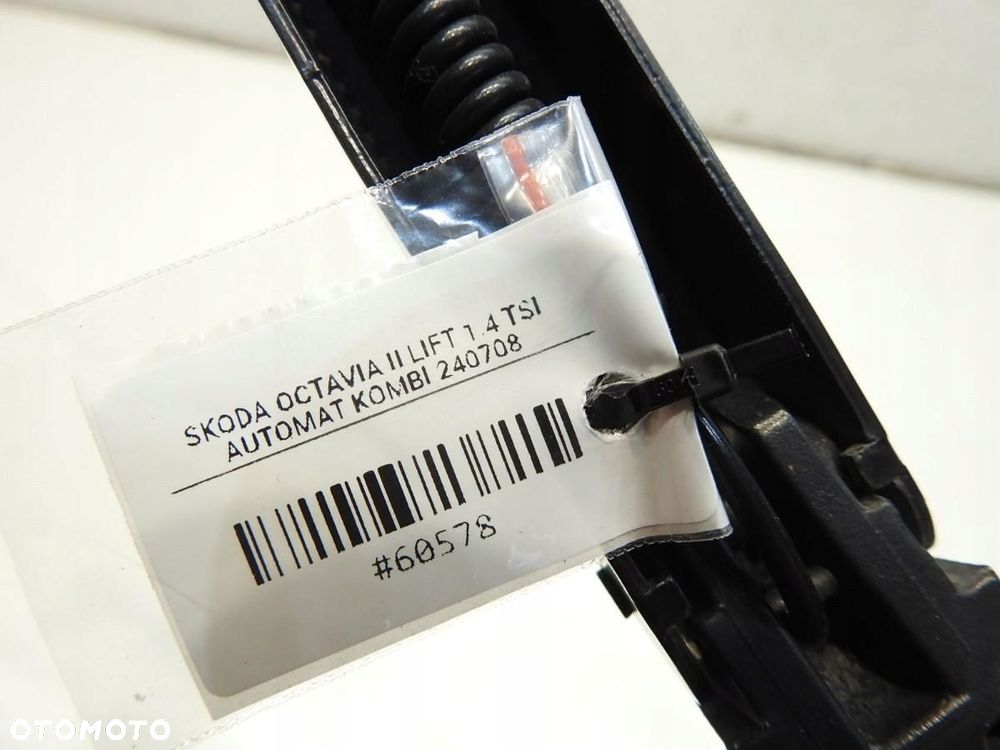 SKODA OCTAVIA II LIFT 1.4 TSI
AUTOMAT KOMBI 240708
#60578
OTOMOTO